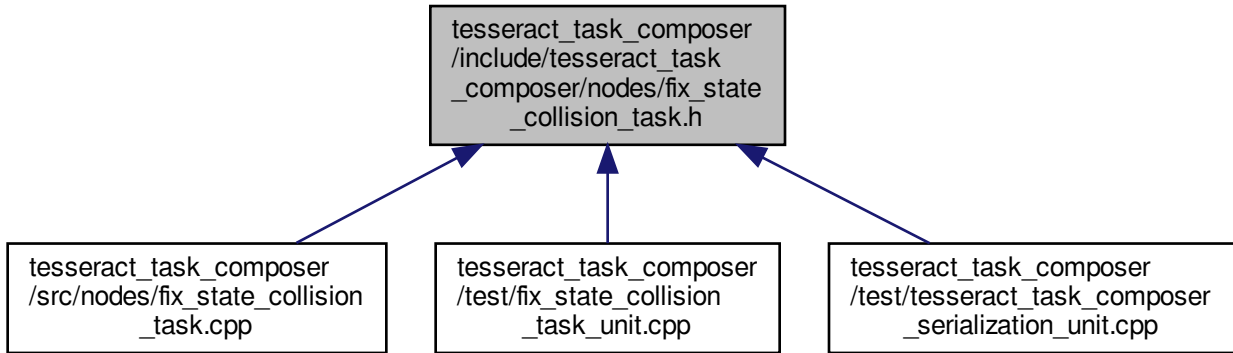 tesseract_task_composer
/include/tesseract_task
_composer/nodes/fix_state
_collision_task.h
tesseract_task_composer
/src/nodes/fix_state_collision
_task.cpp
tesseract_task_composer
/test/fix_state_collision
_task_unit.cpp
tesseract_task_composer
/test/tesseract_task_composer
_serialization_unit.cpp